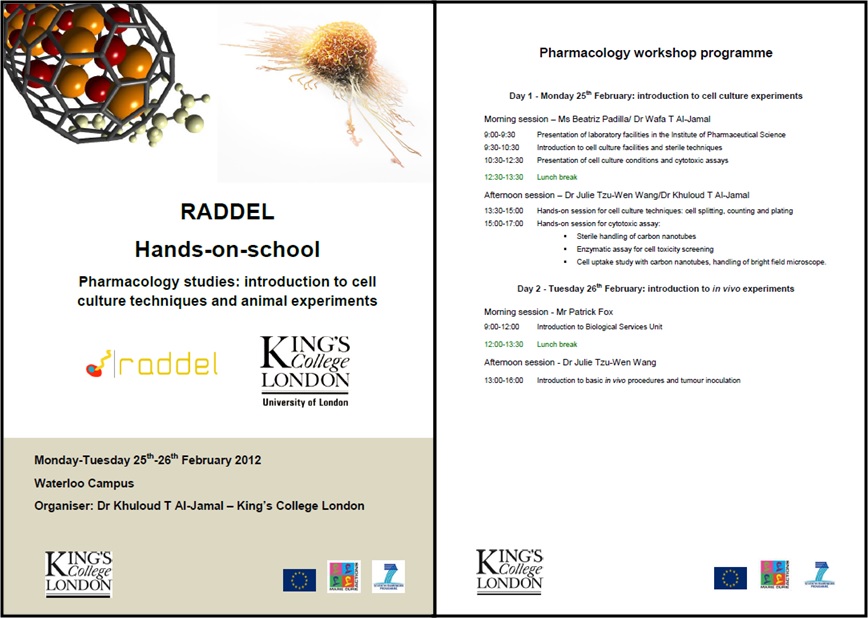 RADDEL
Hands-on-school
Pharmacology studies: introduction to cell
culture techniques and animal experiments
raddel
KING'S
College
LONDON
University of London
Monday-Tuesday 25th-26th February 2012
Waterloo Campus
Organiser: Dr Khuloud T Al-Jamal – King's College London
KING'S
College
LONDON
Pharmacology workshop programme
Day 1 - Monday 25th February: introduction to cell culture experiments
Morning session – Ms Beatriz Padilla/ Dr Wafa T Al-Jamal
9:00-9:30 Presentation of laboratory facilities in the Institute of Pharmaceutical Science
9:30-10:30 Introduction to cell culture facilities and sterile techniques
10:30-12:30 Presentation of cell culture conditions and cytotoxic assays
12:30-13:30 Lunch break
Afternoon session – Dr Julie Tzu-Wen Wang/Dr Khuloud T Al-Jamal
13:30-15:00 Hands-on session for cell culture techniques: cell splitting, counting and plating
15:00-17:00 Hands-on session for cytotoxic assay:
• Sterile handling of carbon nanotubes
• Enzymatic assay for cell toxicity screening
• Cell uptake study with carbon nanotubes, handling of bright field microscope.
Day 2 - Tuesday 26th February: introduction to in vivo experiments
Morning session - Mr Patrick Fox
9:00-12:00 Introduction to Biological Services Unit
12:00-13:30 Lunch break
Afternoon session - Dr Julie Tzu-Wen Wang
13:00-16:00 Introduction to basic in vivo procedures and tumour inoculation
KING'S
College
LONDON